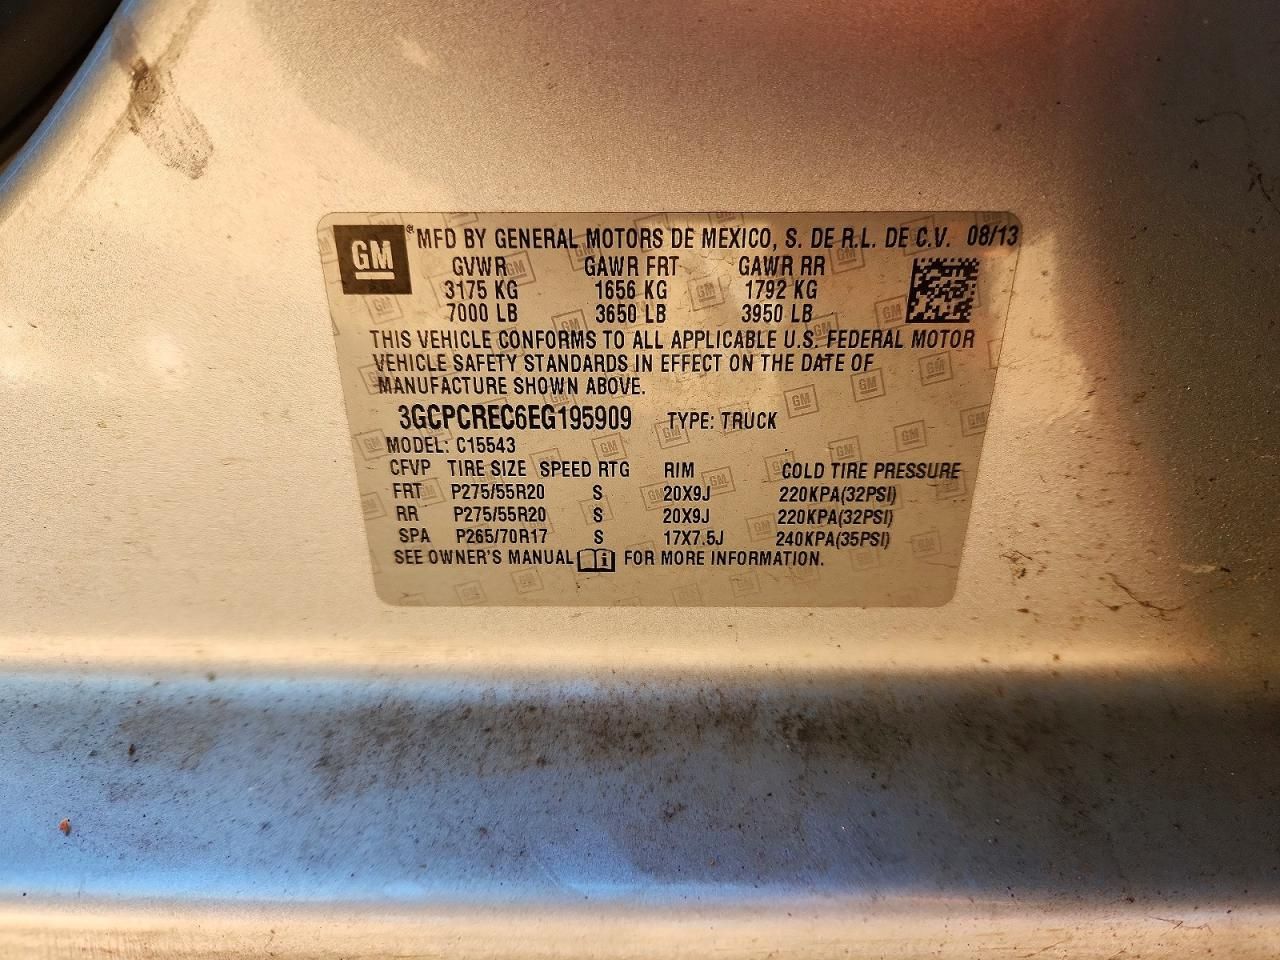 GM ® MFD BY GENERAL MOTORS DE MEXICO, S. DE R.L. DE C.V. 08/13
GVWR GAWR FRT GAWR RR
3175 KG 1656 KG 1792 KG
7000 LB 3650 LB 3950 LB
THIS VEHICLE CONFORMS TO ALL APPLICABLE U.S. FEDERAL MOTOR
VEHICLE SAFETY STANDARDS IN EFFECT ON THE DATE OF
MANUFACTURE SHOWN ABOVE.
3GCPCREC6EG195909 TYPE: TRUCK
MODEL: C15543
CFVP TIRE SIZE SPEED RTG RIM COLD TIRE PRESSURE
FRT P275/55R20 S 20X9J 220KPA(32PSI)
RR P275/55R20 S 20X9J 220KPA(32PSI)
SPA P265/70R17 S 17X7.5J 240KPA(35PSI)
SEE OWNER'S MANUAL i FOR MORE INFORMATION.